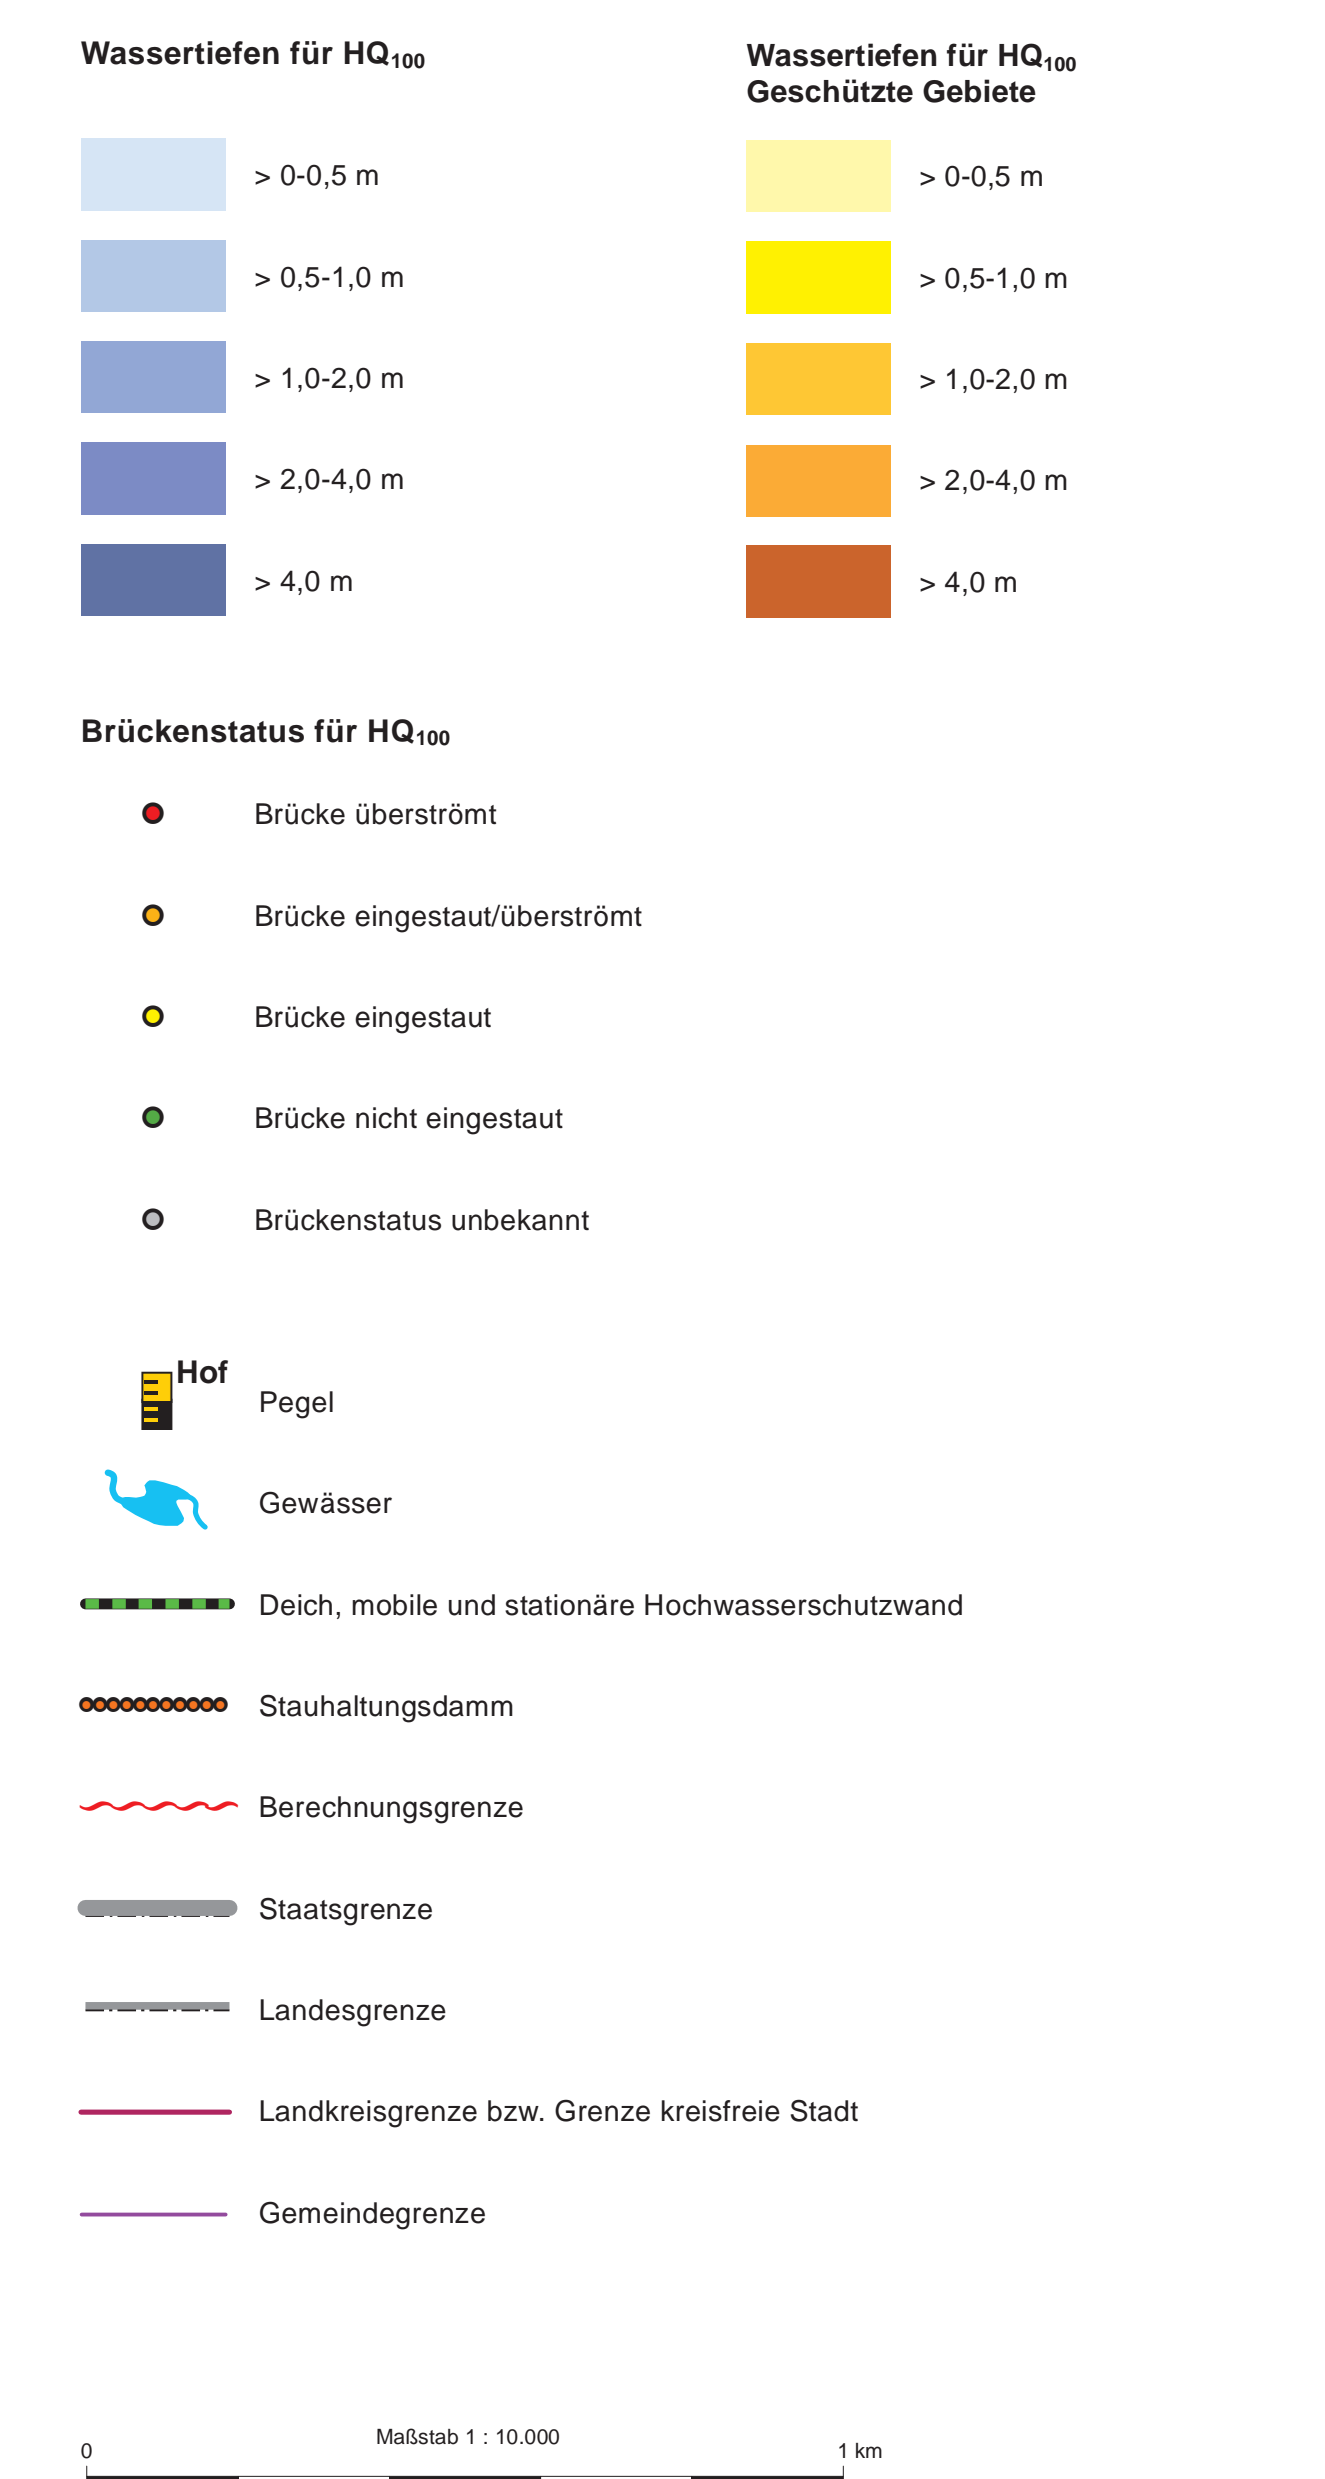 Wassertiefen für HQ100
> 0-0,5 m
> 0,5-1,0 m
> 1,0-2,0 m
> 2,0-4,0 m
> 4,0 m
Wassertiefen für HQ100
Geschützte Gebiete
> 0-0,5 m
> 0,5-1,0 m
> 1,0-2,0 m
> 2,0-4,0 m
> 4,0 m
Brückenstatus für HQ100
Brücke überströmt
Brücke eingestaut/überströmt
Brücke eingestaut
Brücke nicht eingestaut
Brückenstatus unbekannt
Hof
Pegel
Gewässer
Deich, mobile und stationäre Hochwasserschutzwand
Stauhaltungsdamm
Berechnungsgrenze
Staatsgrenze
Landesgrenze
Landkreisgrenze bzw. Grenze kreisfreie Stadt
Gemeindegrenze
Maßstab 1 : 10.000
0 1 km